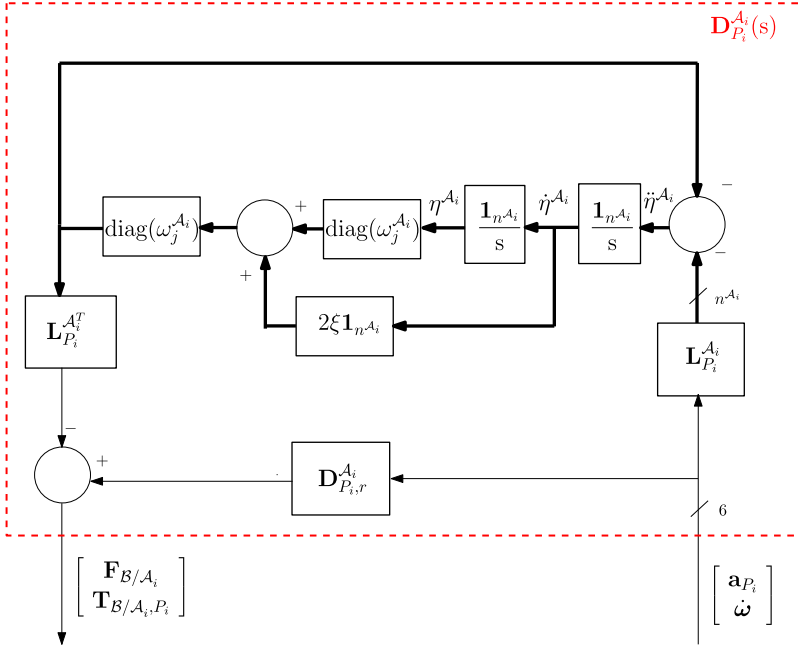 𝐃_{P_i}^{𝒜_i}(s)
−
diag(ω_j^{𝒜_i})
+
diag(ω_j^{𝒜_i})
η^{𝒜_i}
𝟏_{n^{𝒜_i}}
s
η̇^{𝒜_i}
𝟏_{n^{𝒜_i}}
s
η̈^{𝒜_i}
−
+
2ξ𝟏_{n^{𝒜_i}}
n^{𝒜_i}
𝐋_{P_i}^{𝒜_i^T}
𝐋_{P_i}^{𝒜_i}
−
+
𝐃_{P_i,r}^{𝒜_i}
6
[ 𝐅_{ℬ/𝒜_i}
𝐓_{ℬ/𝒜_i,P_i} ]
[ 𝐚_{P_i}
𝛚̇ ]